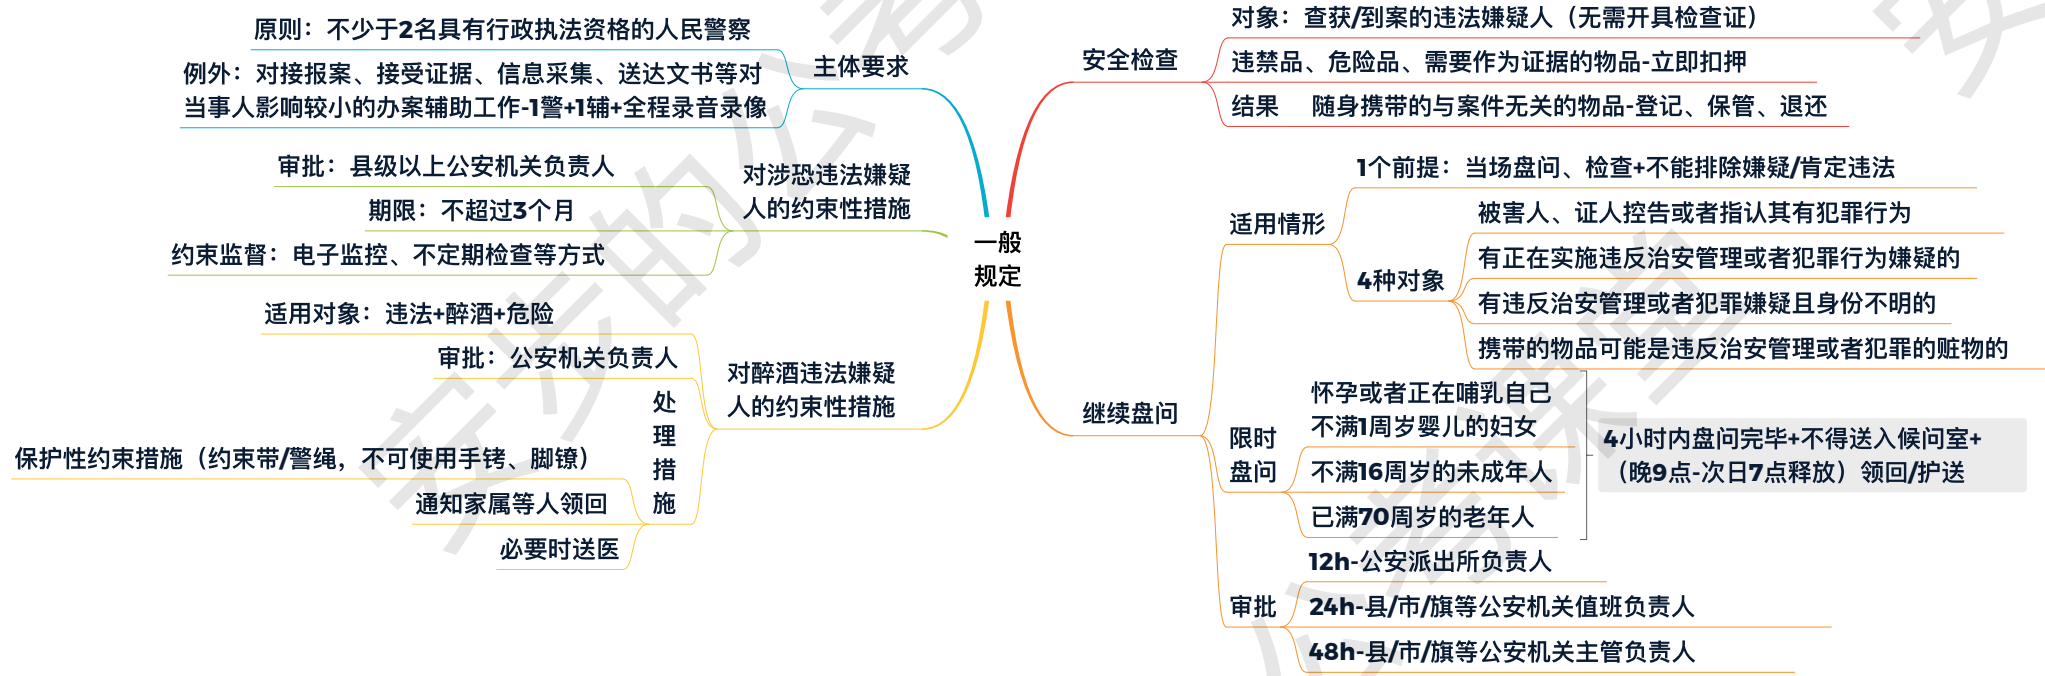 一般
规定
主体要求
原则：不少于2名具有行政执法资格的人民警察
例外：对接报案、接受证据、信息采集、送达文书等对
当事人影响较小的办案辅助工作-1警+1辅+全程录音录像
对涉恐违法嫌疑
人的约束性措施
审批：县级以上公安机关负责人
期限：不超过3个月
约束监督：电子监控、不定期检查等方式
对醉酒违法嫌疑
人的约束性措施
适用对象：违法+醉酒+危险
审批：公安机关负责人
处
理
措
施
保护性约束措施（约束带/警绳，不可使用手铐、脚镣）
通知家属等人领回
必要时送医
安全检查
对象：查获/到案的违法嫌疑人（无需开具检查证）
违禁品、危险品、需要作为证据的物品-立即扣押
结果 随身携带的与案件无关的物品-登记、保管、退还
继续盘问
适用情形
1个前提：当场盘问、检查+不能排除嫌疑/肯定违法
4种对象
被害人、证人控告或者指认其有犯罪行为
有正在实施违反治安管理或者犯罪行为嫌疑的
有违反治安管理或者犯罪嫌疑且身份不明的
携带的物品可能是违反治安管理或者犯罪的赃物的
限时
盘问
怀孕或者正在哺乳自己
不满1周岁婴儿的妇女
不满16周岁的未成年人
已满70周岁的老年人
4小时内盘问完毕+不得送入候问室+
（晚9点-次日7点释放）领回/护送
审批
12h-公安派出所负责人
24h-县/市/旗等公安机关值班负责人
48h-县/市/旗等公安机关主管负责人
安步的公考
公考课堂
安